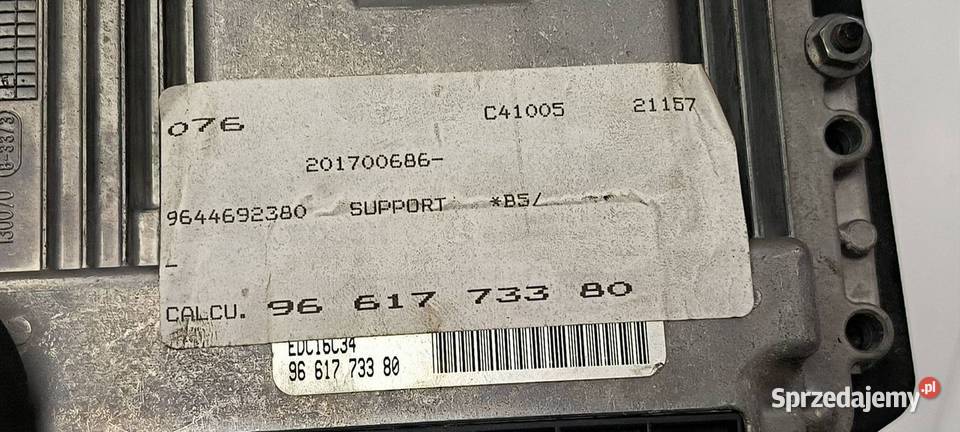 076 C41005 21157
201700686-
9644692380 SUPPORT *B5/
-
CALCU. 96 617 733 80
EDC16C34
96 617 733 80
130070
Sprzedajemy.pl